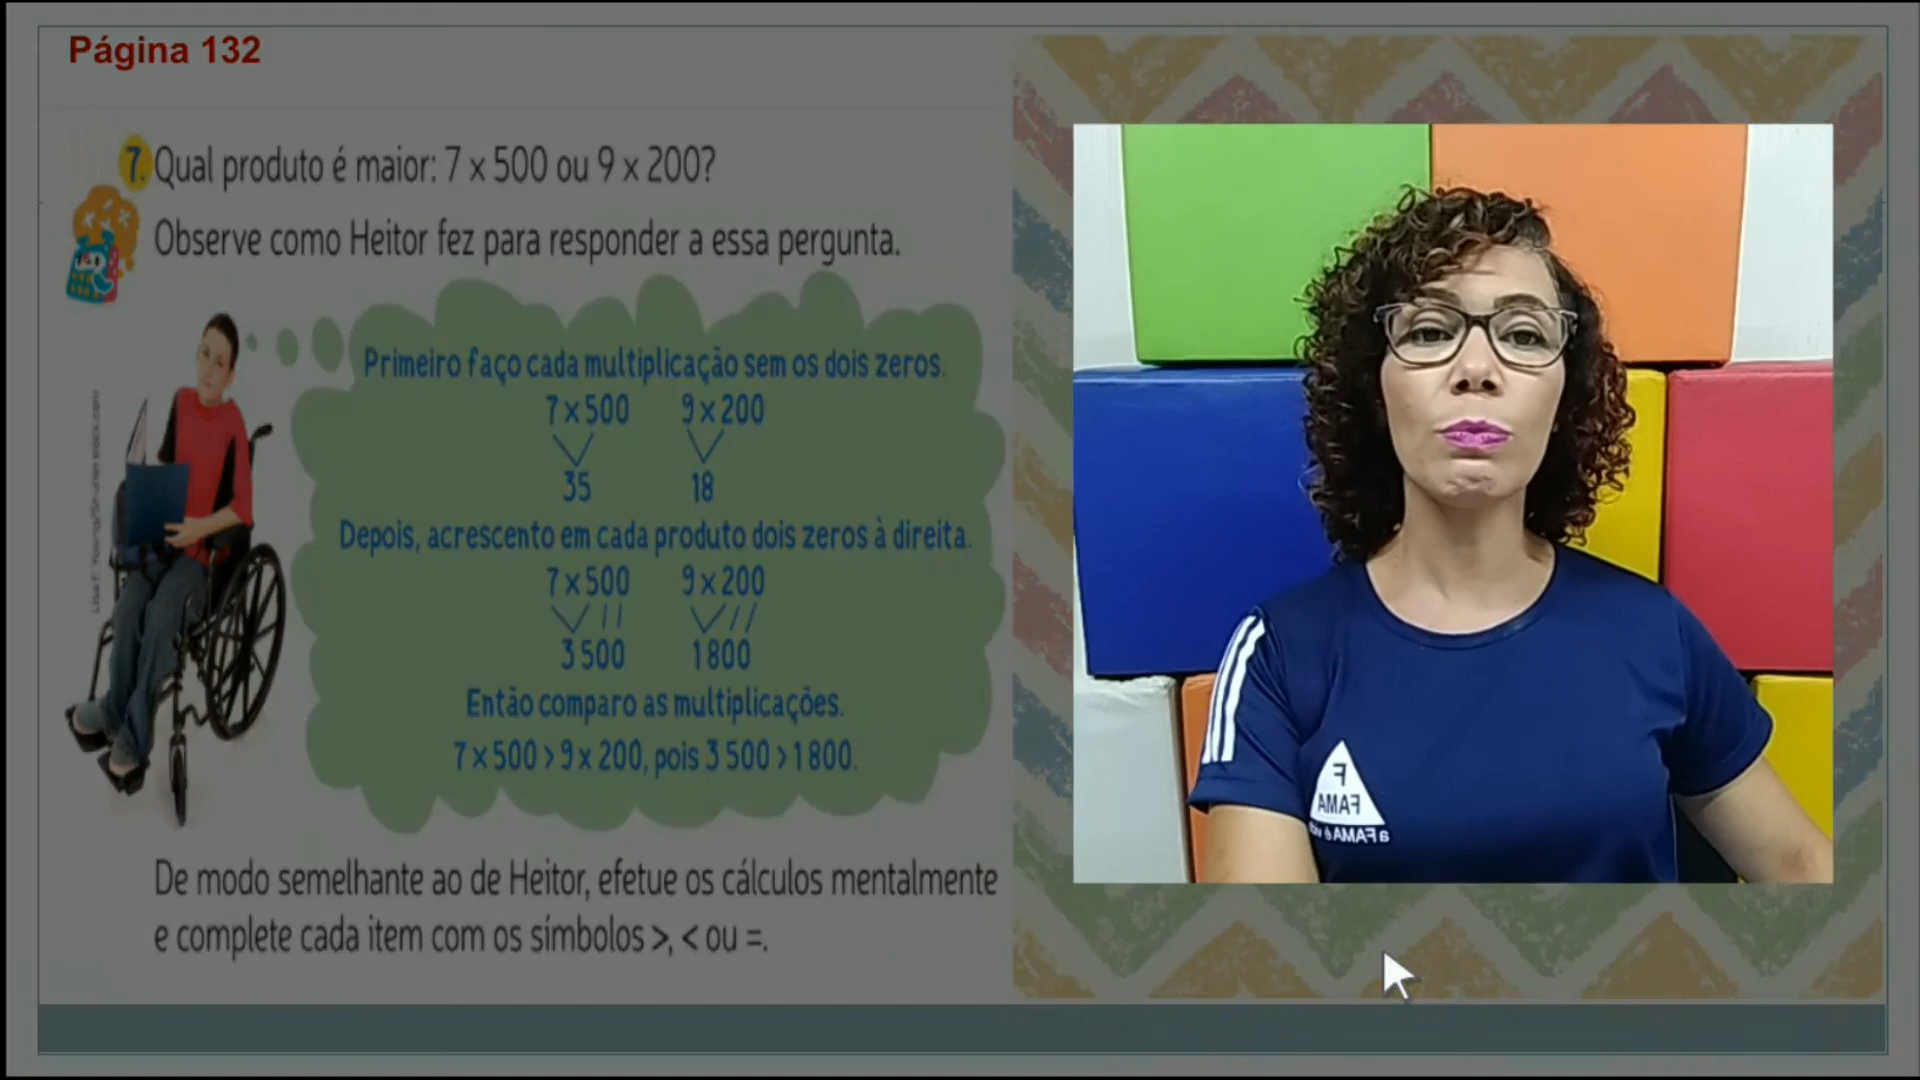 Página 132
7. Qual produto é maior: 7 x 500 ou 9 x 200?
Observe como Heitor fez para responder a essa pergunta.
Primeiro faço cada multiplicação sem os dois zeros.
7 x 500 9 x 200
35 18
Depois, acrescento em cada produto dois zeros à direita.
7 x 500 9 x 200
3 500 1 800
Então comparo as multiplicações.
7 x 500 > 9 x 200, pois 3 500 > 1 800.
De modo semelhante ao de Heitor, efetue os cálculos mentalmente
e complete cada item com os símbolos >, < ou =.
F
FAMA
a FAMA é